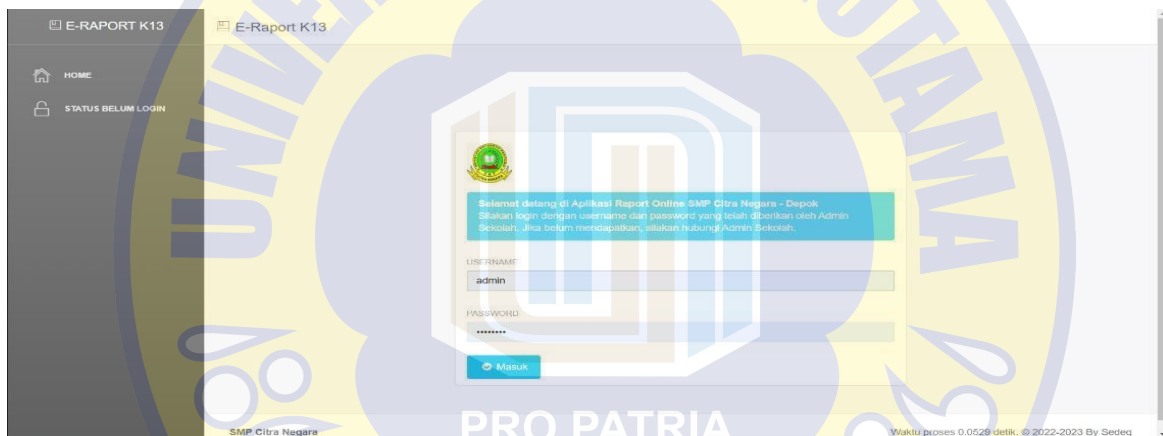 E-RAPORT K13
E-Raport K13
HOME
STATUS BELUM LOGIN
Selamat datang di Aplikasi Raport Online SMP Citra Negara - Depok
Silakan login dengan username dan password yang telah diberikan oleh Admin
Sekolah. Jika belum mendapatkan, silakan hubungi Admin Sekolah.
USERNAME
admin
PASSWORD
••••••••
Masuk
PRO PATRIA
SMP Citra Negara
Waktu proses 0.0529 detik. © 2022-2023 By Sedeq